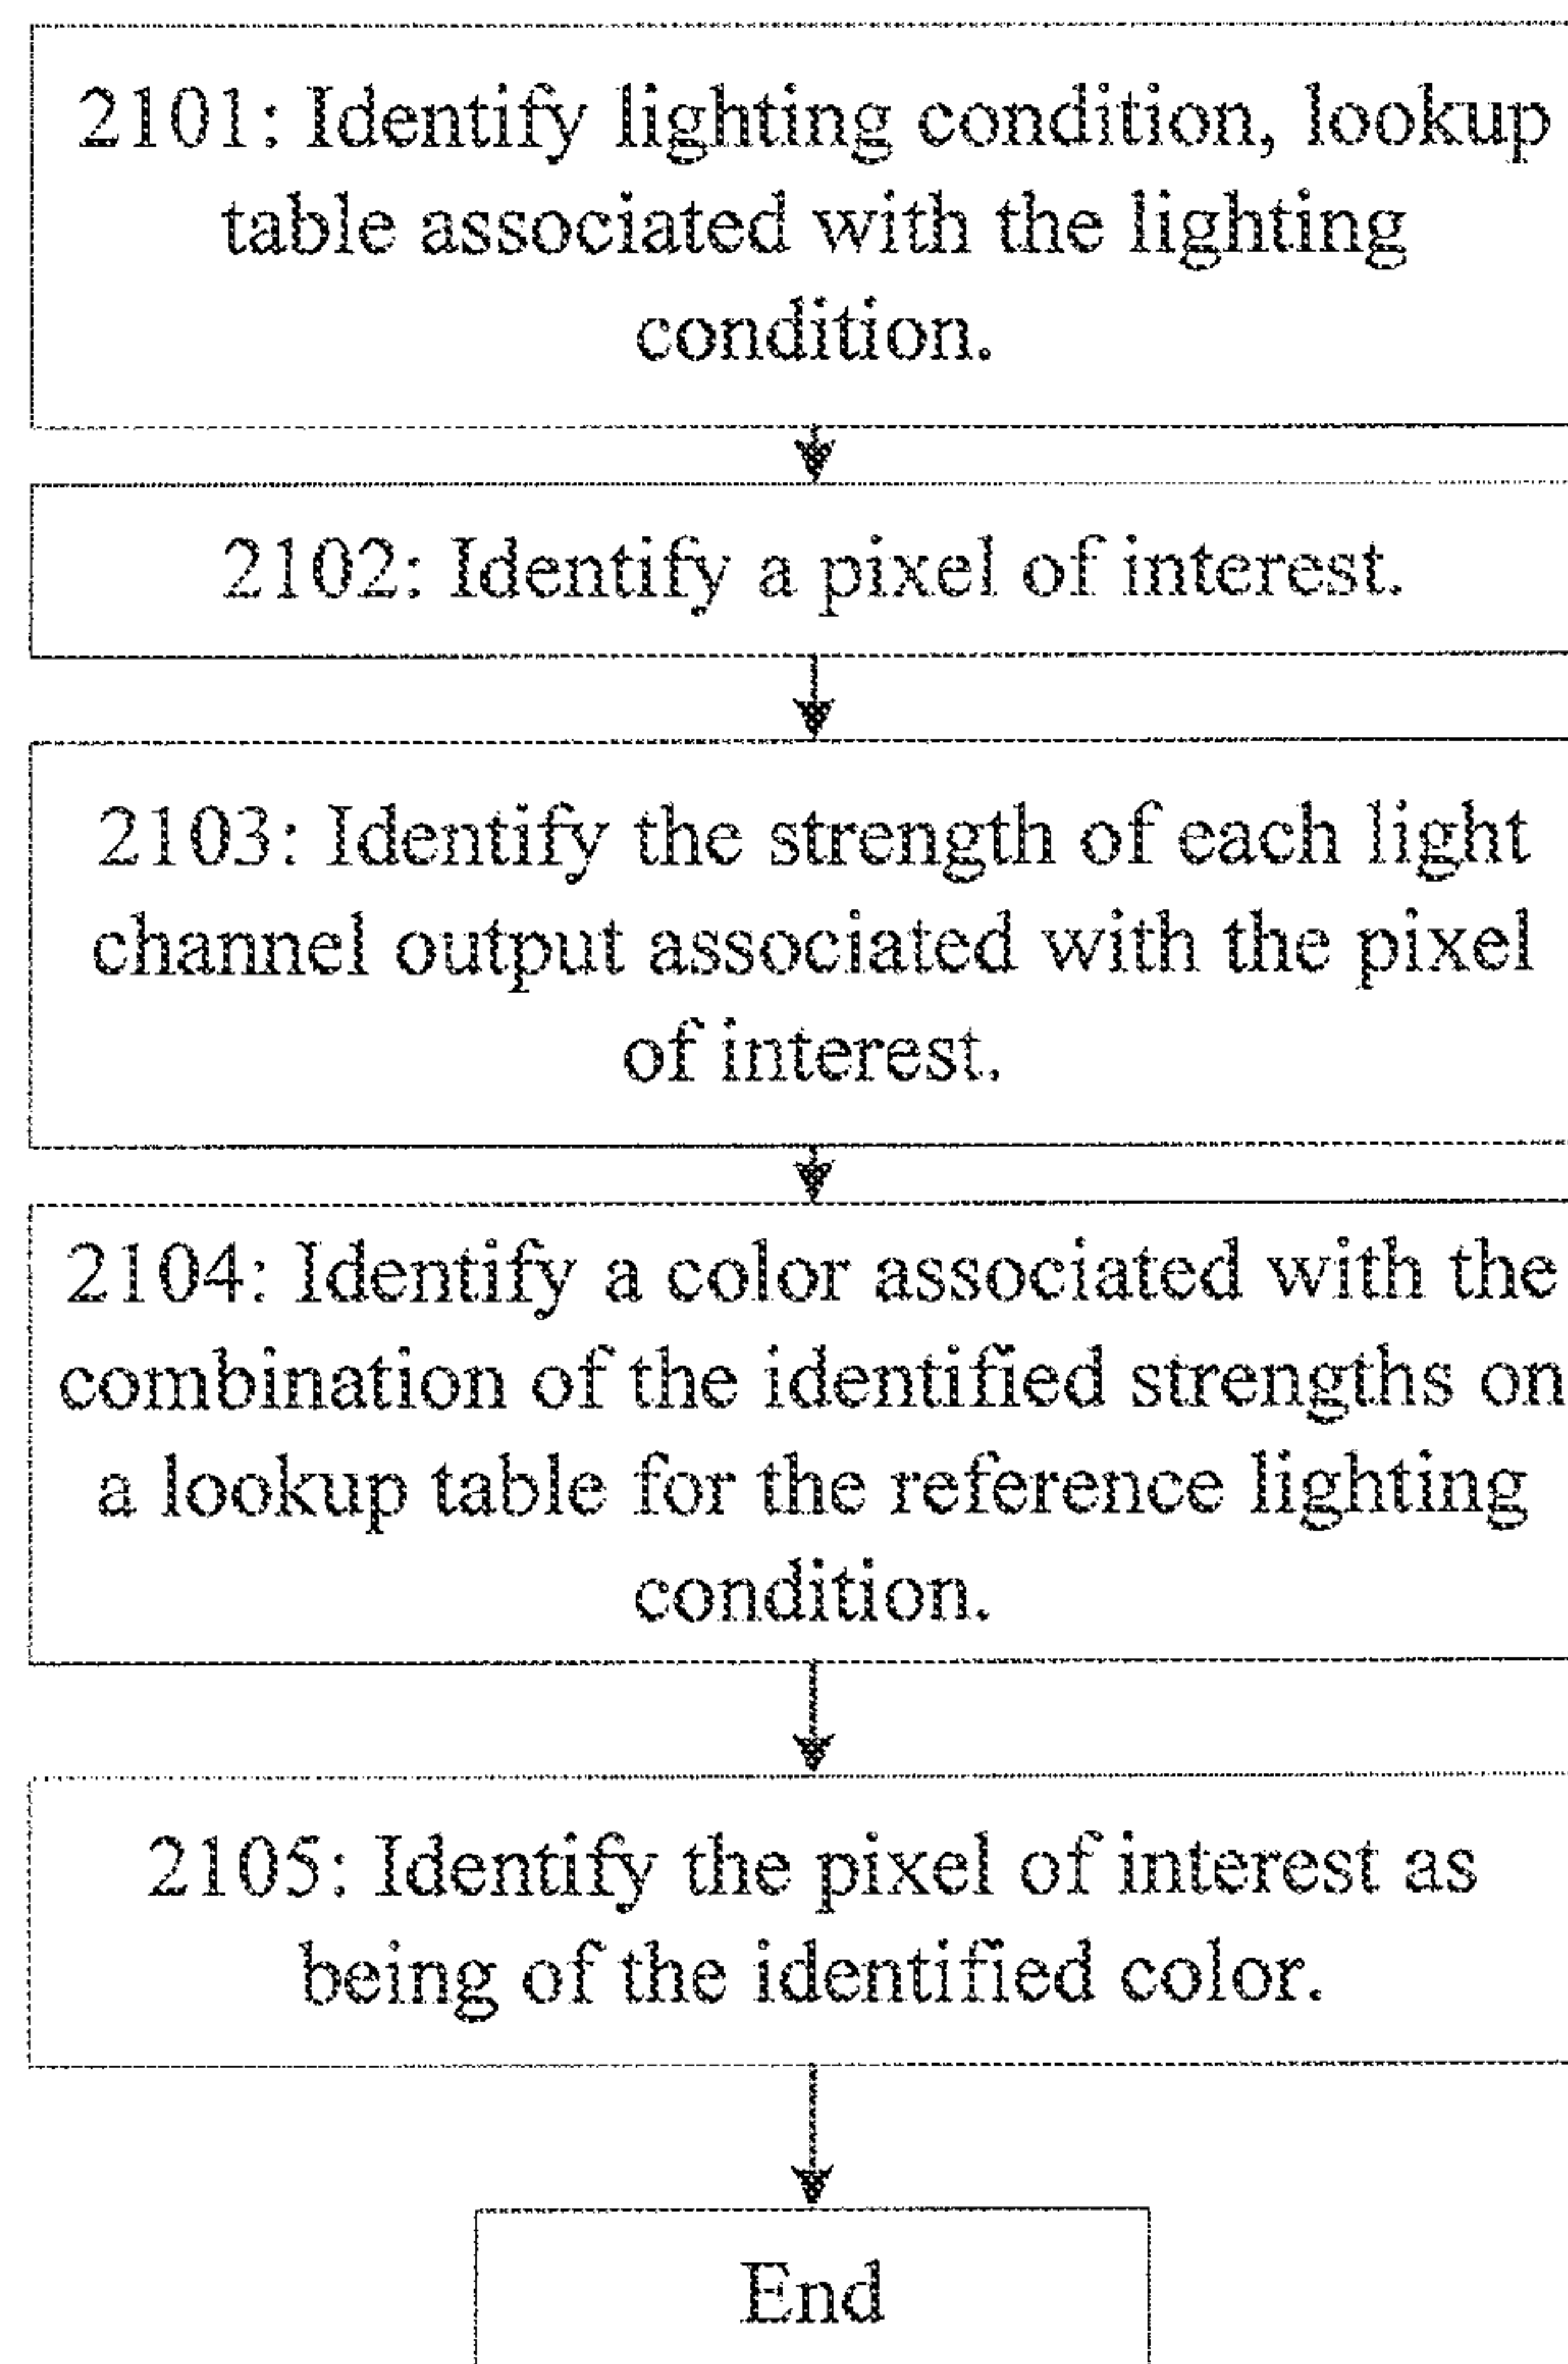 2101: Identify lighting condition, lookup
table associated with the lighting
condition.
2102: Identify a pixel of interest.
2103: Identify the strength of each light
channel output associated with the pixel
of interest.
2104: Identify a color associated with the
combination of the identified strengths on
a lookup table for the reference lighting
condition.
2105: Identify the pixel of interest as
being of the identified color.
End